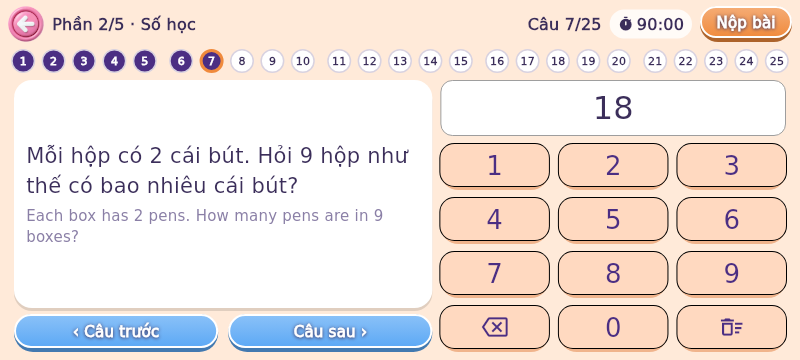 Phần 2/5 · Số học
Câu 7/25
90:00
Nộp bài
1 2 3 4 5 6 7 8 9 10 11 12 13 14 15 16 17 18 19 20 21 22 23 24 25
Mỗi hộp có 2 cái bút. Hỏi 9 hộp như
thế có bao nhiêu cái bút?
Each box has 2 pens. How many pens are in 9
boxes?
‹ Câu trước
Câu sau ›
18
1 2 3
4 5 6
7 8 9
0